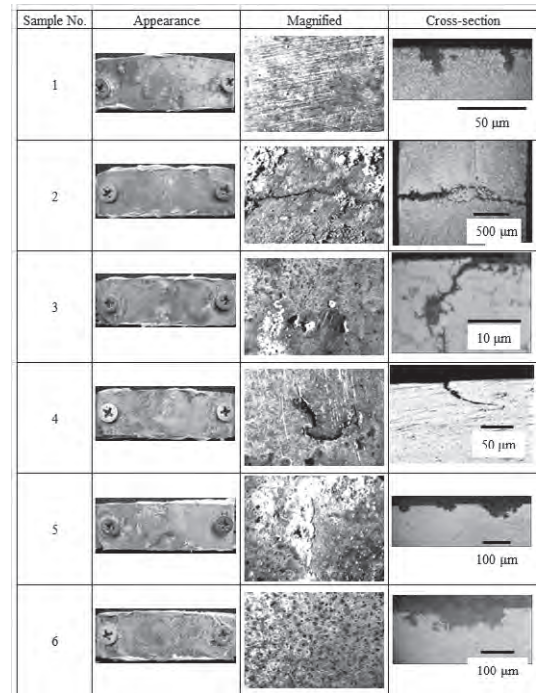 Sample No. Appearance Magnified Cross-section
1
50 μm
2
500 μm
3
10 μm
4
50 μm
5
100 μm
6
100 μm